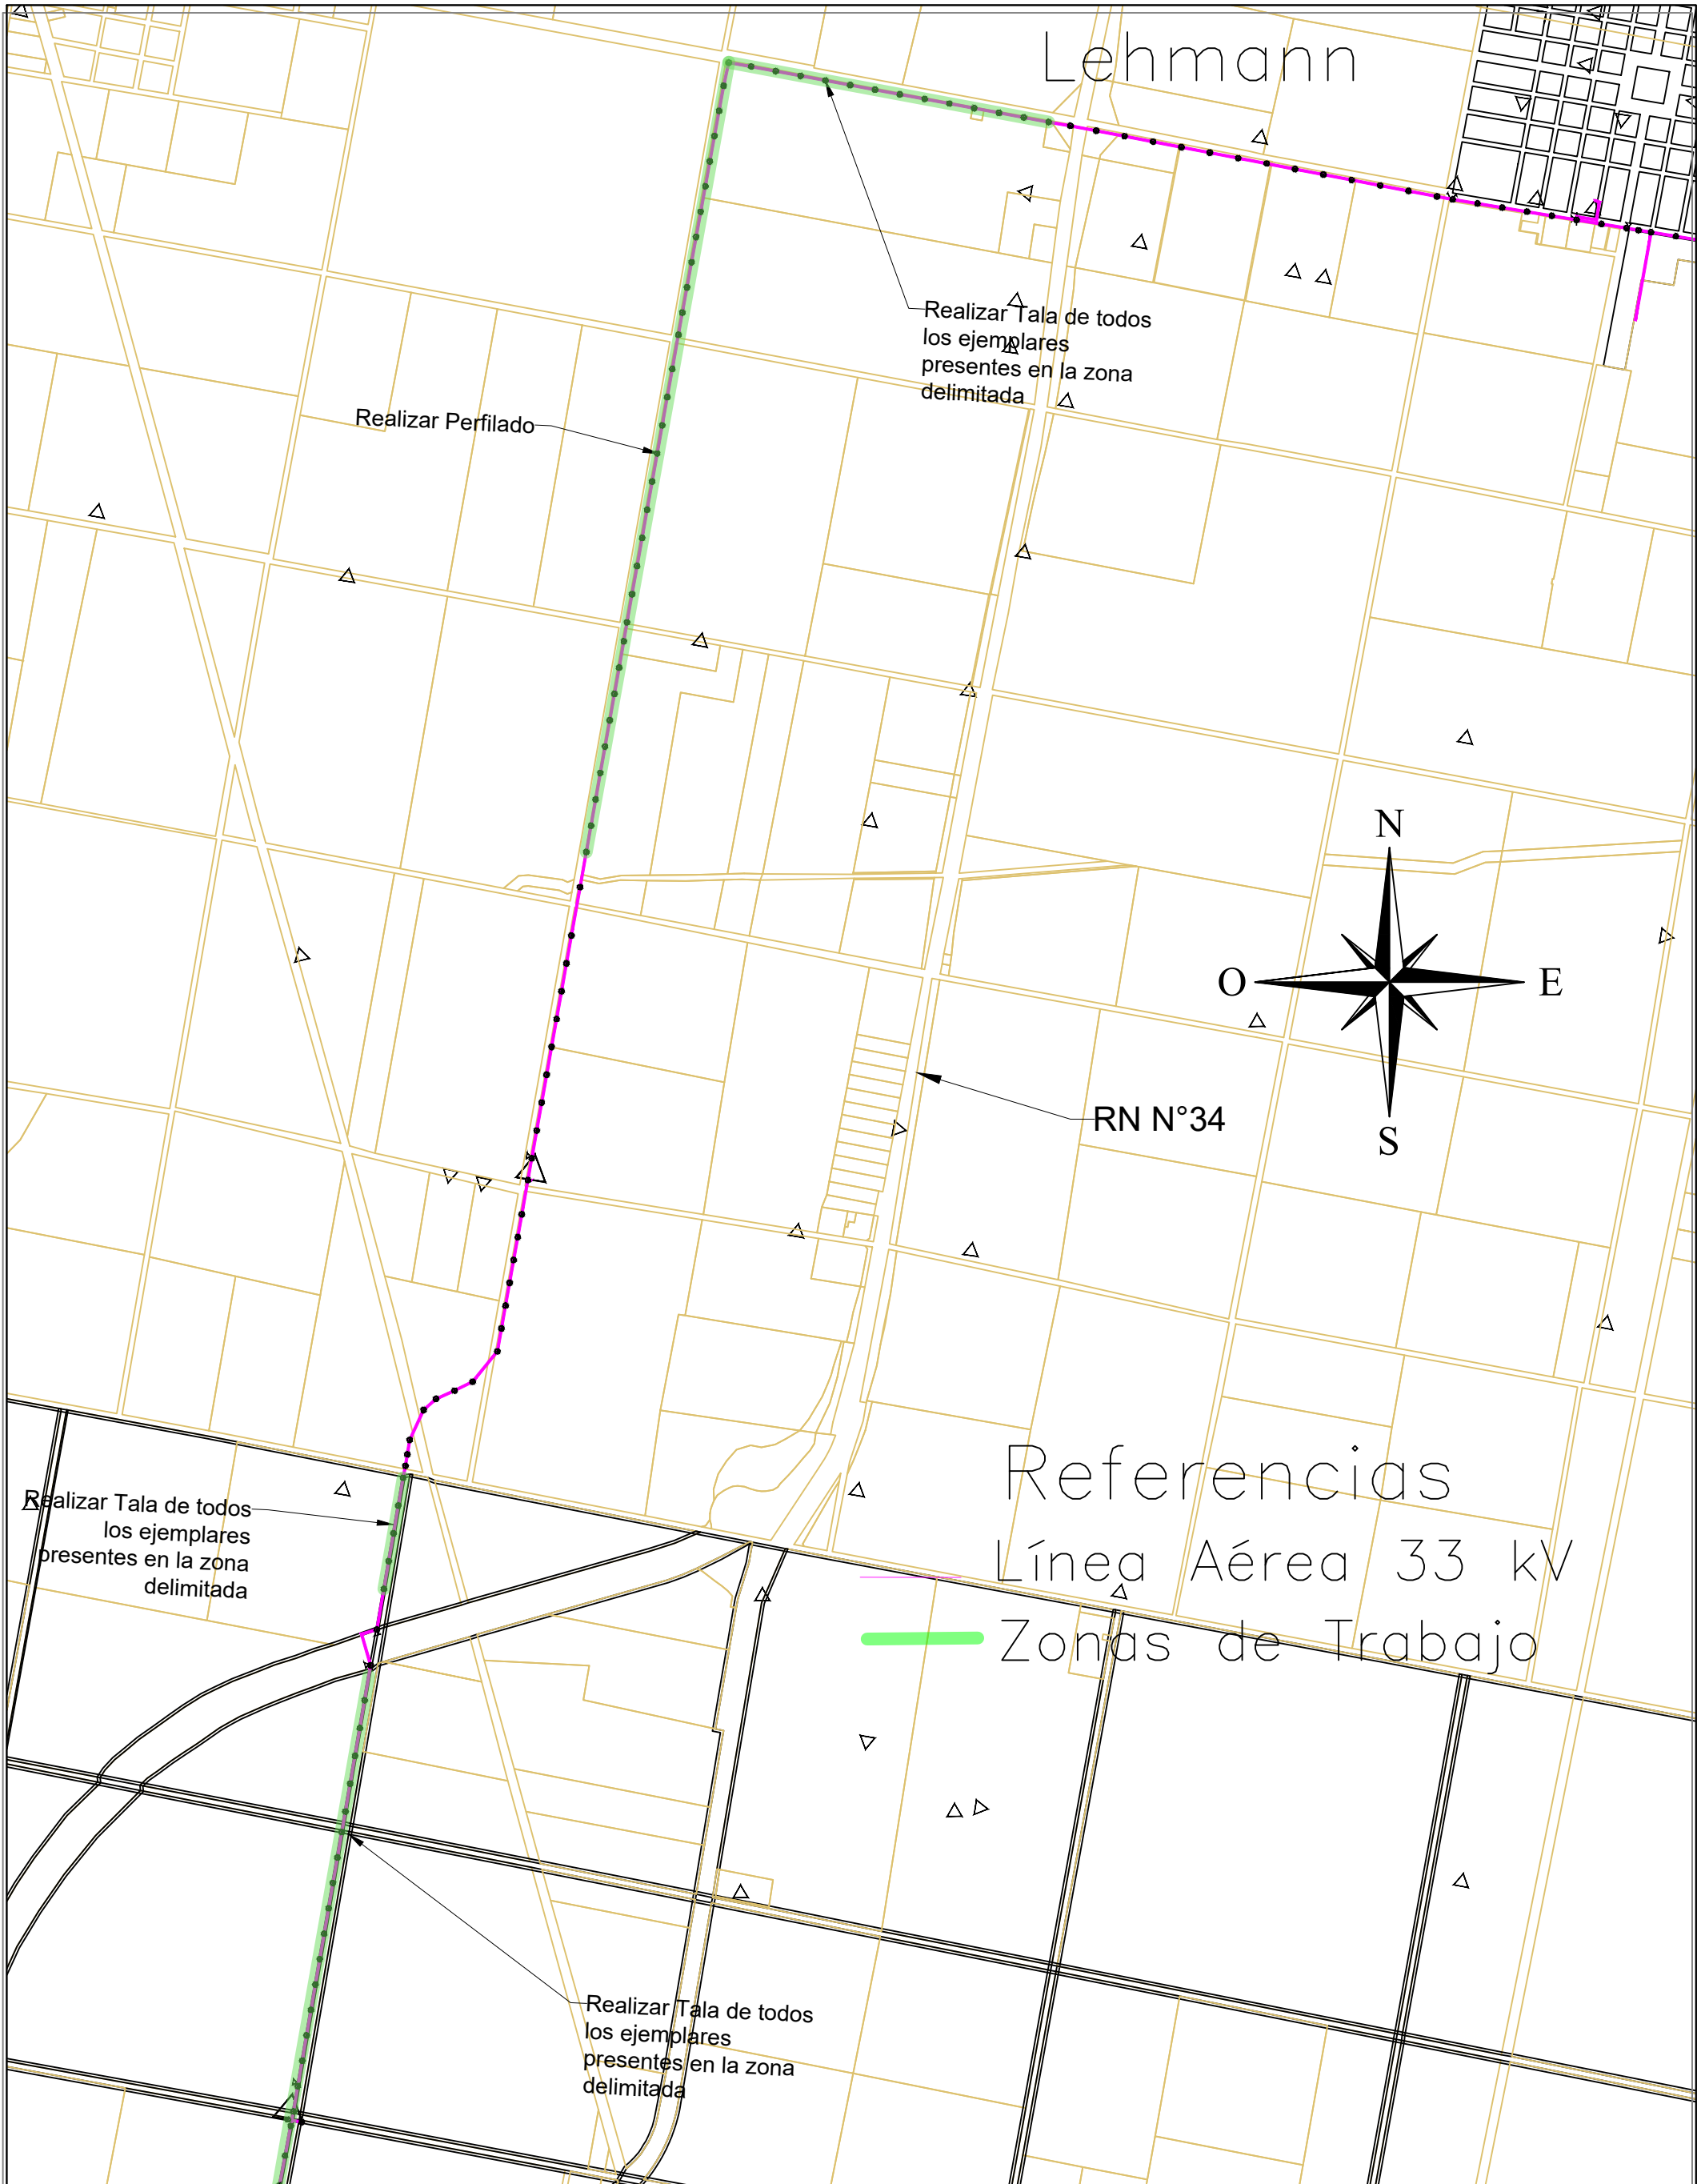 Lehmann
Realizar Tala de todos
los ejemplares
presentes en la zona
delimitada
Realizar Perfilado
N
O
E
S
RN N°34
Referencias
Línea Aérea 33 kV
Zonas de Trabajo
Realizar Tala de todos
los ejemplares
presentes en la zona
delimitada
Realizar Tala de todos
los ejemplares
presentes en la zona
delimitada